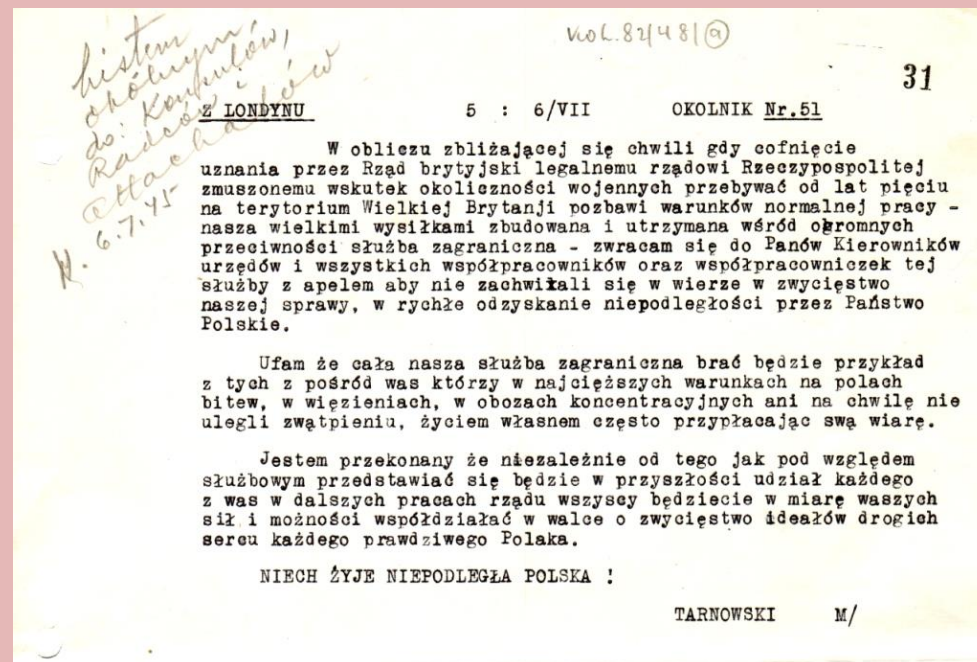 listem
okólnym
do: Konsulów,
Radców i
attachatów
N. 6.7.45
31
Z LONDYNU 5 : 6/VII OKOLNIK Nr.51
W obliczu zbliżającej się chwili gdy cofnięcie
uznania przez Rząd brytyjski legalnemu rządowi Rzeczypospolitej
zmuszonemu wskutek okoliczności wojennych przebywać od lat pięciu
na terytorium Wielkiej Brytanji pozbawi warunków normalnej pracy -
nasza wielkimi wysiłkami zbudowana i utrzymana wśród ogromnych
przeciwności służba zagraniczna - zwracam się do Panów Kierowników
urzędów i wszystkich współpracowników oraz współpracowniczek tej
służby z apelem aby nie zachwitali się w wierze w zwycięstwo
naszej sprawy, w rychłe odzyskanie niepodległości przez Państwo
Polskie.
Ufam że cała nasza służba zagraniczna brać będzie przykład
z tych z pośród was którzy w najcięższych warunkach na polach
bitew, w więzieniach, w obozach koncentracyjnych ani na chwilę nie
ulegli zwątpieniu, życiem własnem często przypłacając swą wiarę.
Jestem przekonany że niezależnie od tego jak pod względem
służbowym przedstawiać się będzie w przyszłości udział każdego
z was w dalszych pracach rządu wszyscy będziecie w miarę waszych
sił i możności współdziałać w walce o zwycięstwo ideałów drogich
sercu każdego prawdziwego Polaka.
NIECH ŻYJE NIEPODLEGŁA POLSKA !
TARNOWSKI M/